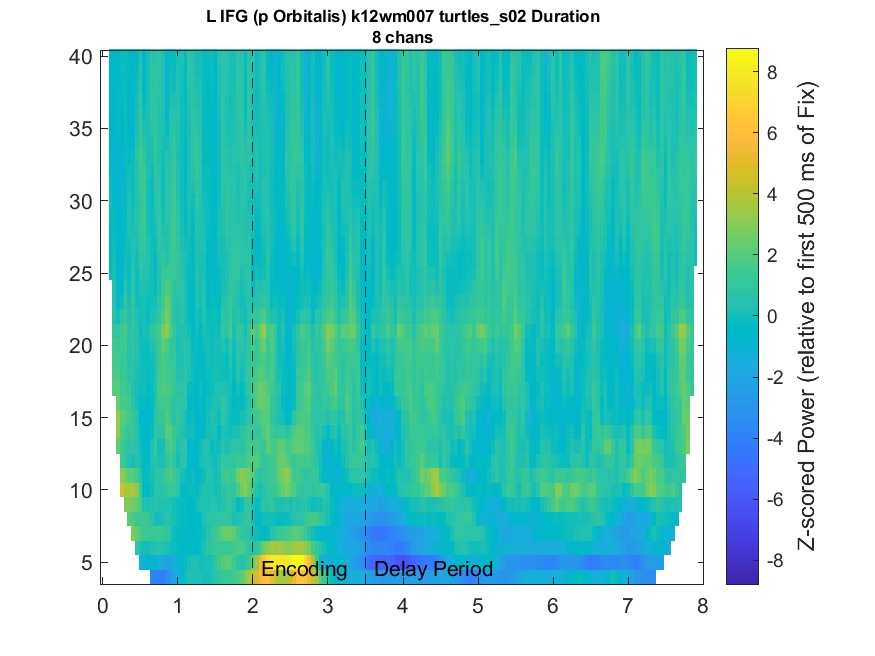 L IFG (p Orbitalis) k12wm007 turtles_s02 Duration
8 chans
40
35
30
25
20
15
10
5
0 1 2 3 4 5 6 7 8
Encoding
Delay Period
8
6
4
2
0
-2
-4
-6
-8
Z-scored Power (relative to first 500 ms of Fix)